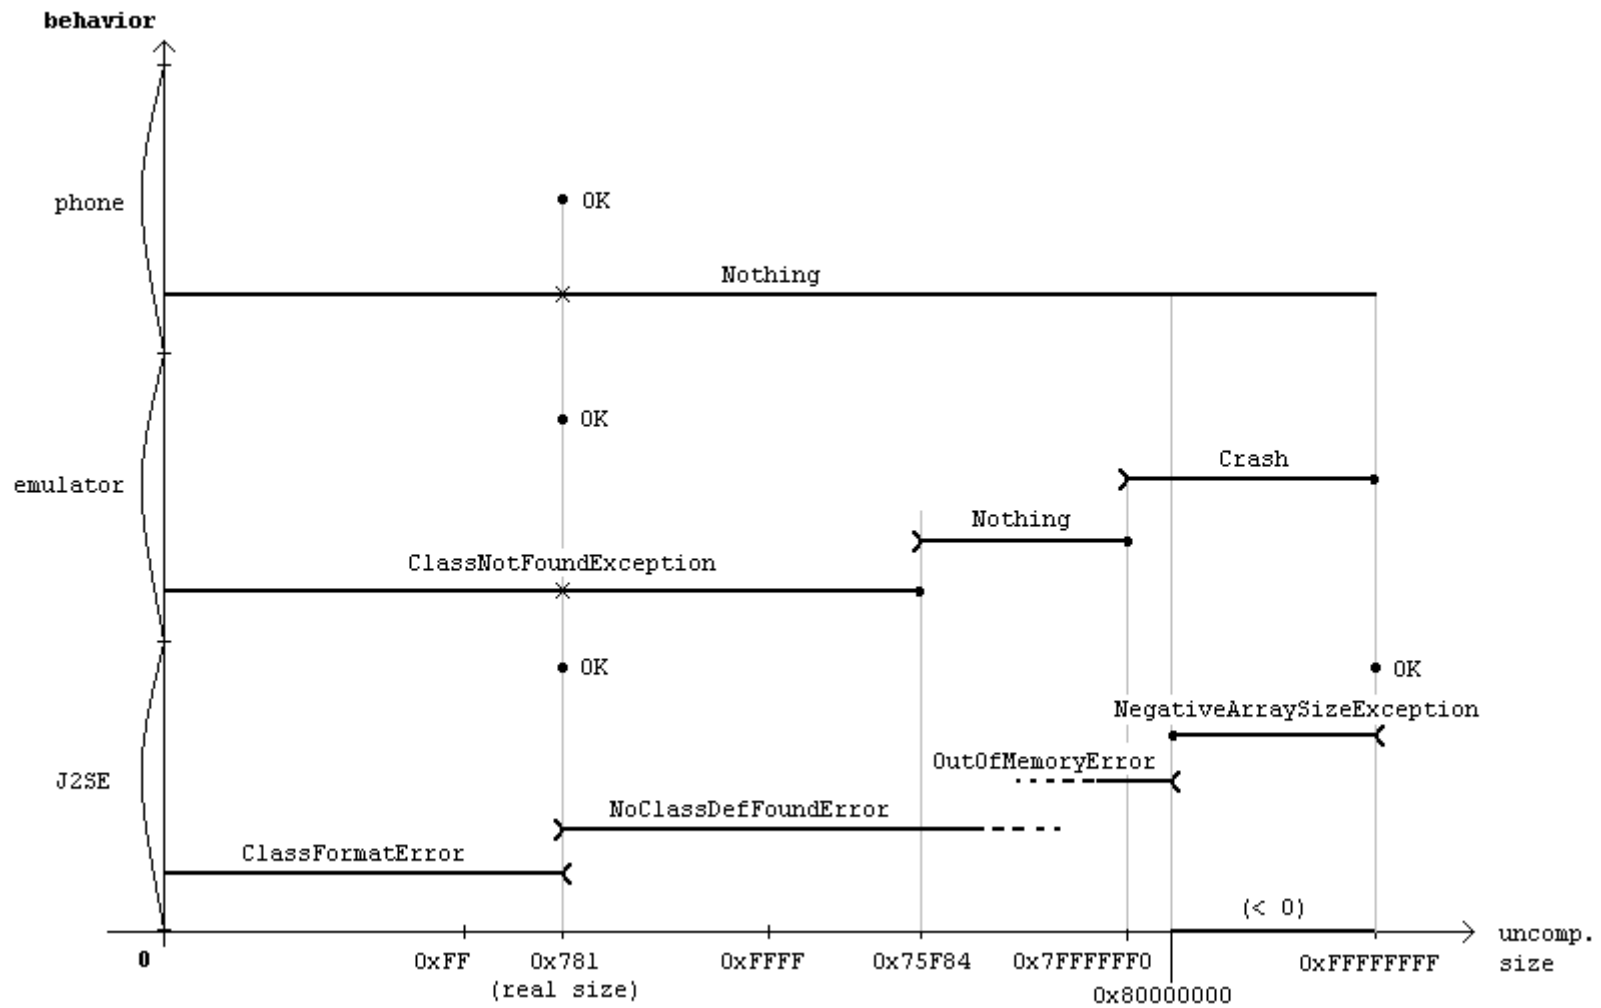 behavior
phone
OK
Nothing
OK
emulator
Crash
Nothing
ClassNotFoundException
OK
OK
NegativeArraySizeException
J2SE
OutOfMemoryError
NoClassDefFoundError
ClassFormatError
(< 0)
0
0xFF
0x781
(real size)
0xFFFF
0x75F84
0x7FFFFFF0
0x80000000
0xFFFFFFFF
uncomp.
size